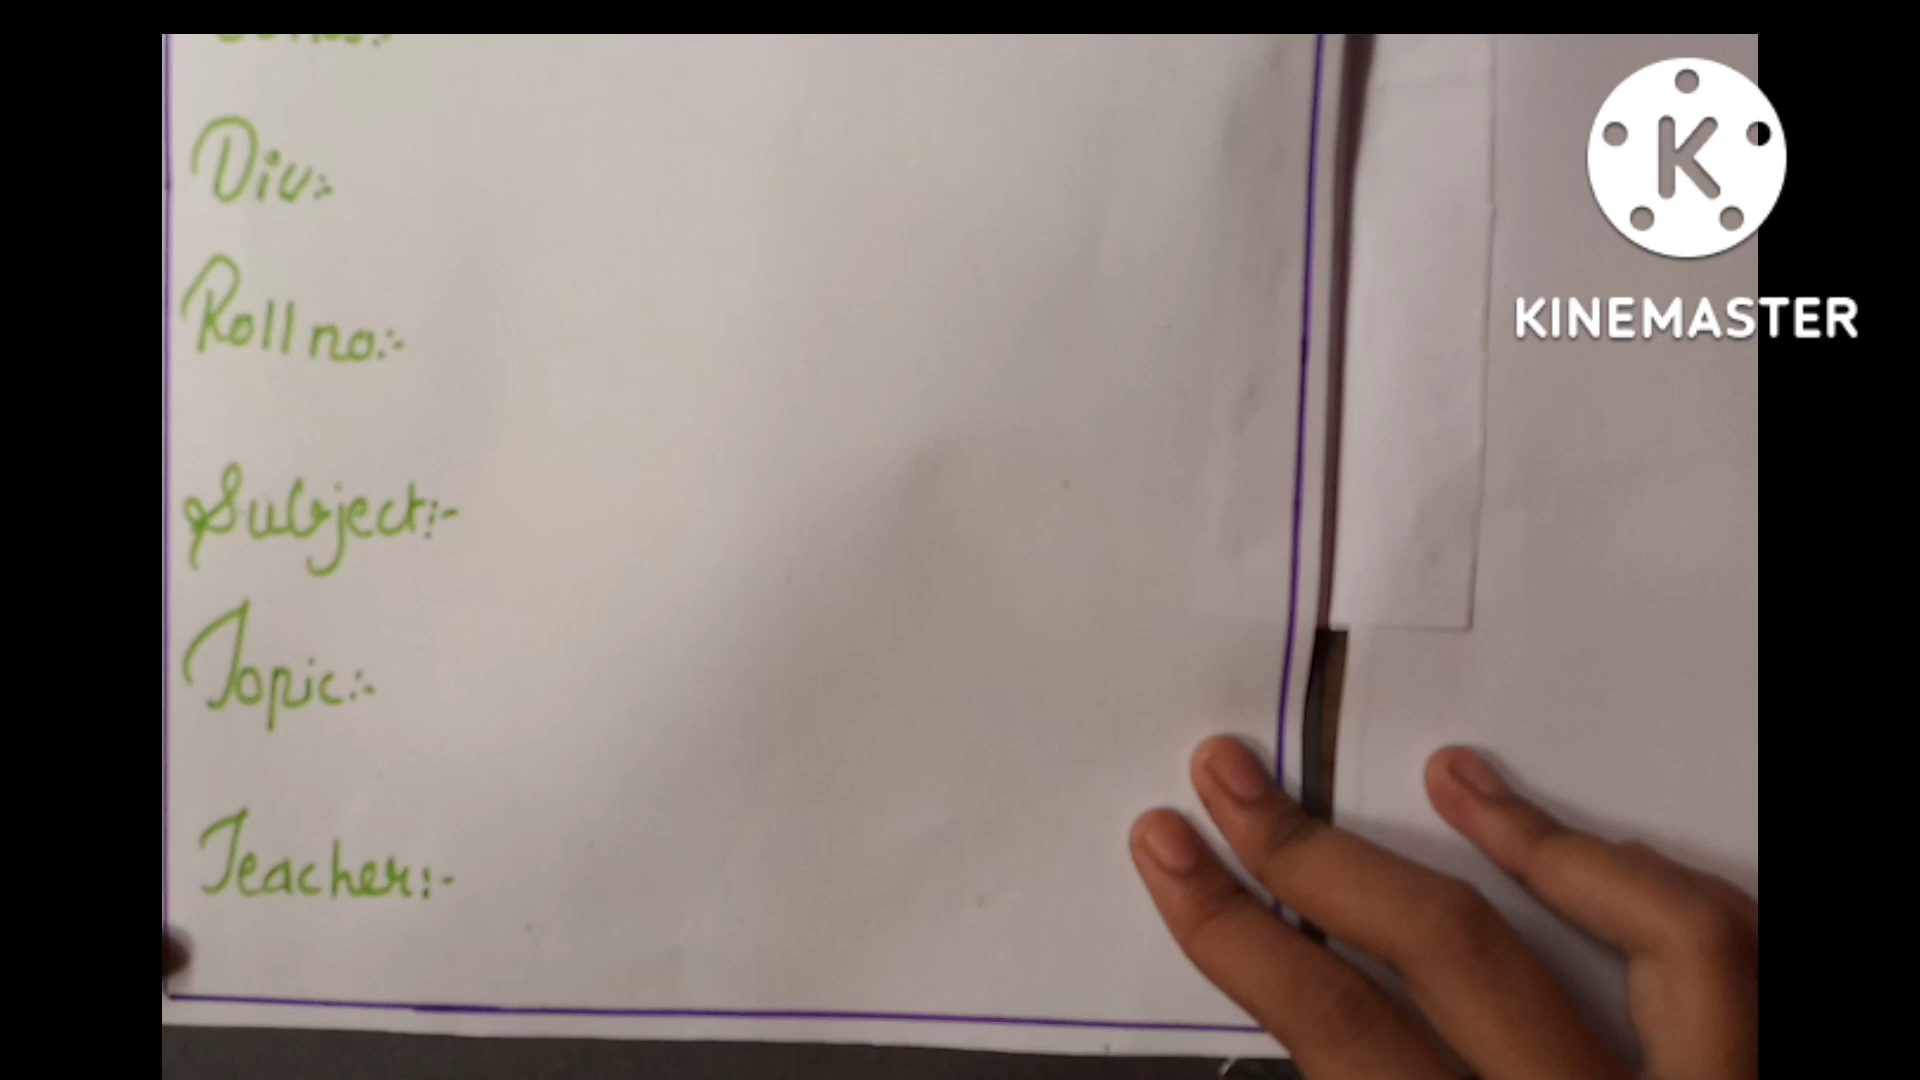 Div:-
Roll no.:-
Subject:-
Topic:-
Teacher:-
K
KINEMASTER